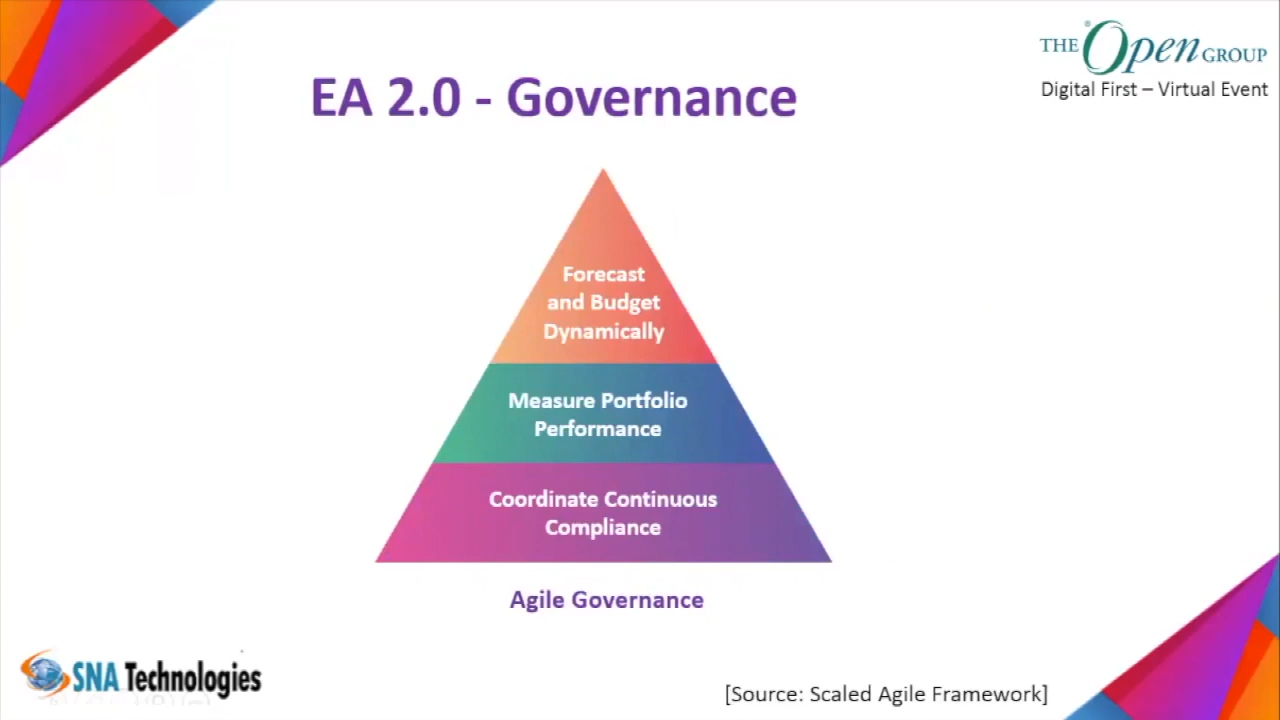 THE Open GROUP
Digital First – Virtual Event
EA 2.0 - Governance
Forecast
and Budget
Dynamically
Measure Portfolio
Performance
Coordinate Continuous
Compliance
Agile Governance
SNA Technologies
[Source: Scaled Agile Framework]